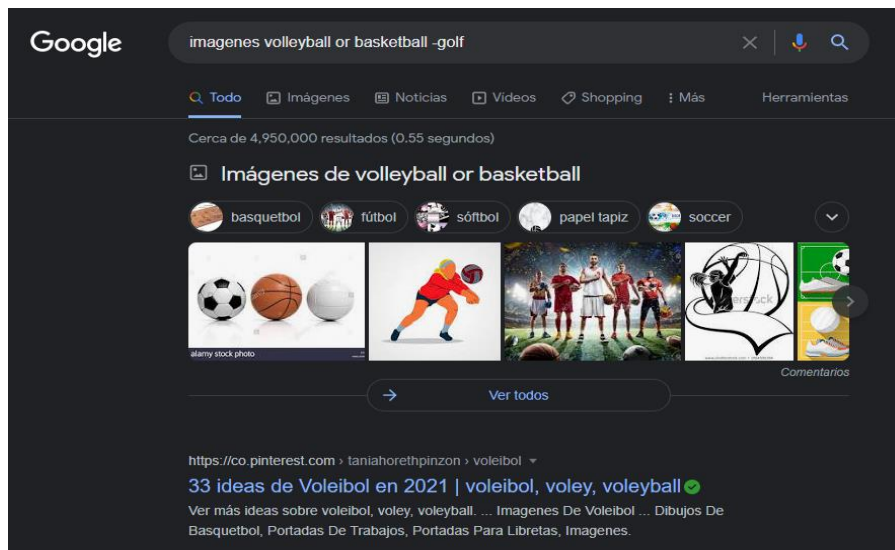 Google
imagenes volleyball or basketball -golf
Todo Imágenes Noticias Videos Shopping Más Herramientas
Cerca de 4,950,000 resultados (0.55 segundos)
Imágenes de volleyball or basketball
basquetbol fútbol sóftbol papel tapiz soccer
alamy stock photo
Comentarios
Ver todos
https://co.pinterest.com › taniahorethpinzon › voleibol
33 ideas de Voleibol en 2021 | voleibol, voley, voleyball
Ver más ideas sobre voleibol, voley, voleyball. ... Imagenes De Voleibol ... Dibujos De
Basquetbol, Portadas De Trabajos, Portadas Para Libretas, Imagenes.